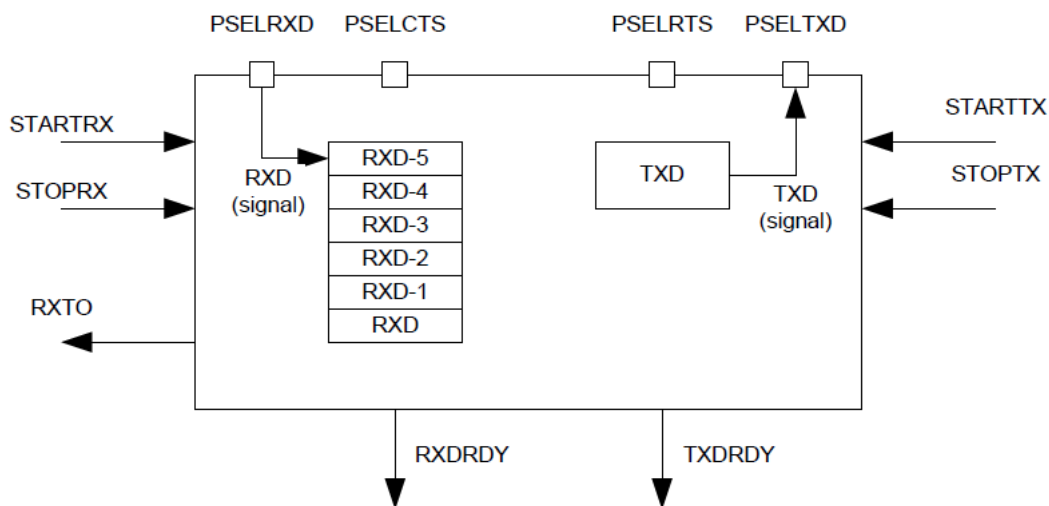 PSELRXD PSELCTS PSELRTS PSELTXD
STARTRX
STARTTX
RXD-5
TXD
RXD
(signal)
STOPRX
RXD-4
TXD
(signal)
STOPTX
RXD-3
RXD-2
RXD-1
RXTO
RXD
RXDRDY
TXDRDY